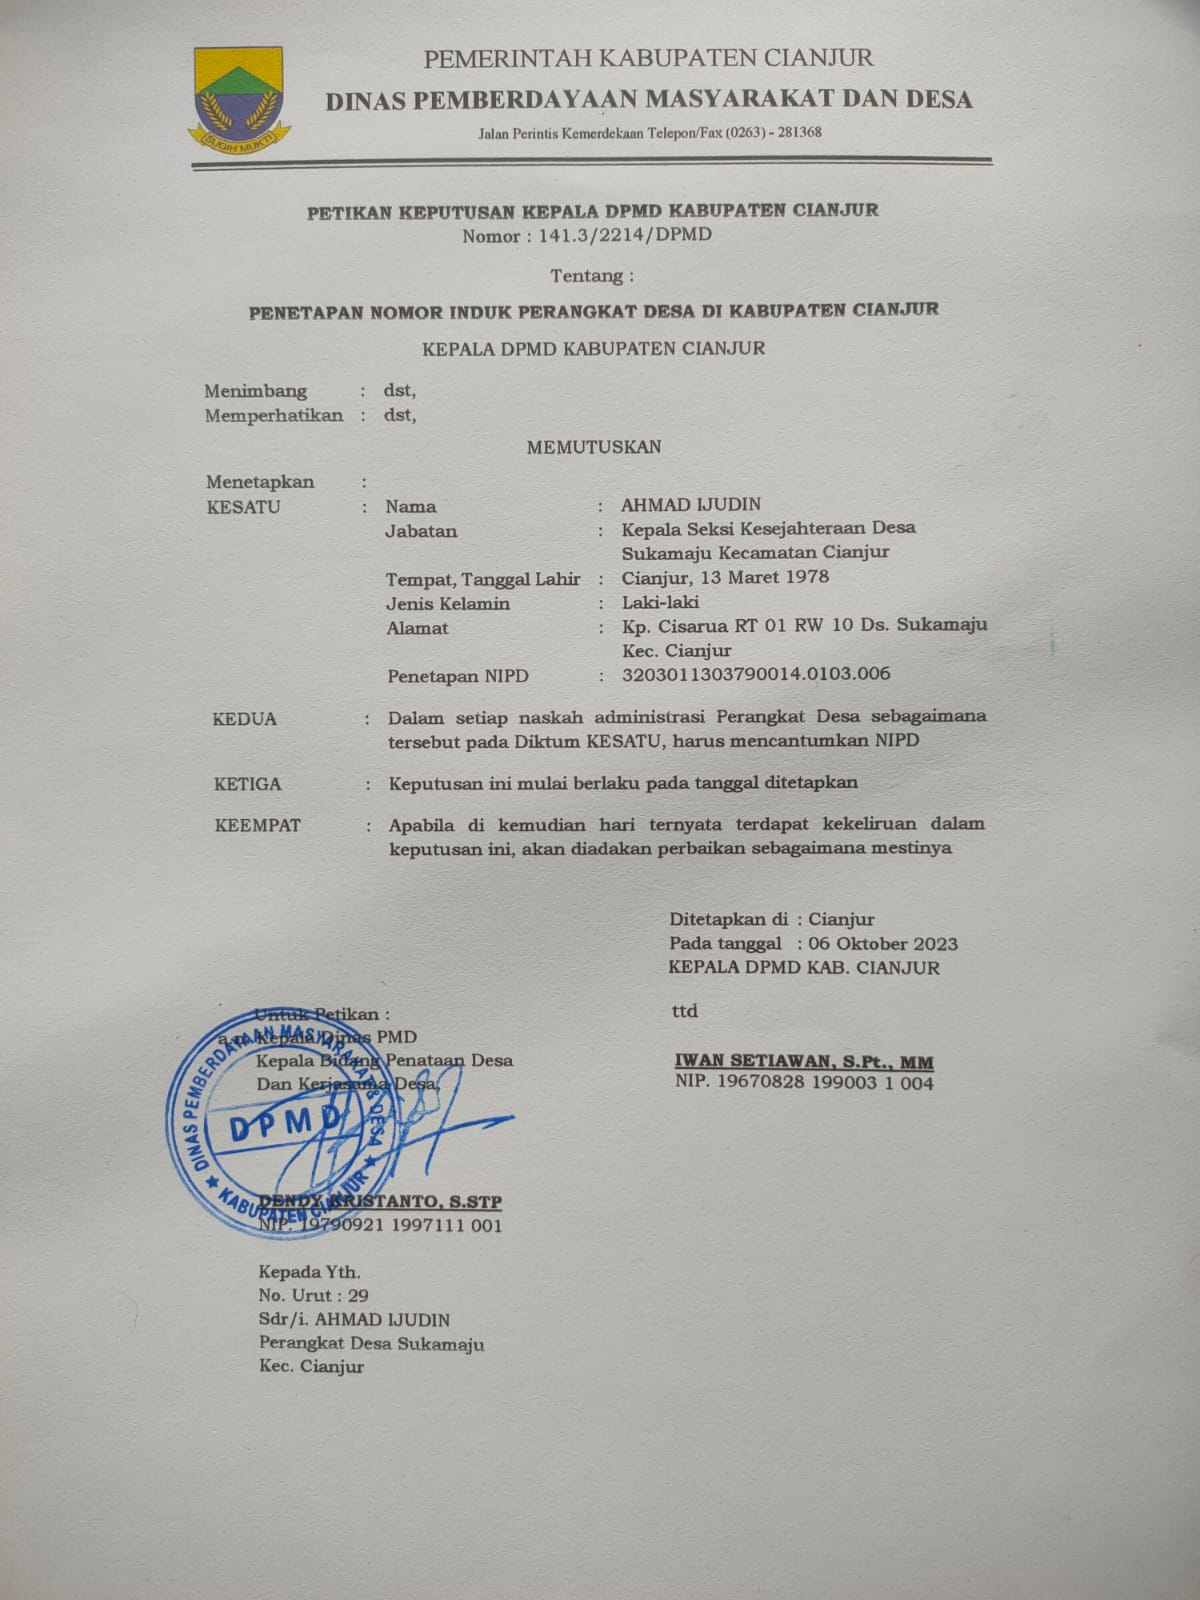 PEMERINTAH KABUPATEN CIANJUR
DINAS PEMBERDAYAAN MASYARAKAT DAN DESA
Jalan Perintis Kemerdekaan Telepon/Fax (0263) - 281368
SUGIH MUKTI
PETIKAN KEPUTUSAN KEPALA DPMD KABUPATEN CIANJUR
Nomor : 141.3/2214/DPMD
Tentang :
PENETAPAN NOMOR INDUK PERANGKAT DESA DI KABUPATEN CIANJUR
KEPALA DPMD KABUPATEN CIANJUR
Menimbang : dst,
Memperhatikan : dst,
MEMUTUSKAN
Menetapkan :
KESATU : Nama : AHMAD IJUDIN
Jabatan : Kepala Seksi Kesejahteraan Desa
Sukamaju Kecamatan Cianjur
Tempat, Tanggal Lahir : Cianjur, 13 Maret 1978
Jenis Kelamin : Laki-laki
Alamat : Kp. Cisarua RT 01 RW 10 Ds. Sukamaju
Kec. Cianjur
Penetapan NIPD : 3203011303790014.0103.006
KEDUA : Dalam setiap naskah administrasi Perangkat Desa sebagaimana
tersebut pada Diktum KESATU, harus mencantumkan NIPD
KETIGA : Keputusan ini mulai berlaku pada tanggal ditetapkan
KEEMPAT : Apabila di kemudian hari ternyata terdapat kekeliruan dalam
keputusan ini, akan diadakan perbaikan sebagaimana mestinya
Ditetapkan di : Cianjur
Pada tanggal : 06 Oktober 2023
KEPALA DPMD KAB. CIANJUR
ttd
IWAN SETIAWAN, S.Pt., MM
NIP. 19670828 199003 1 004
Untuk Petikan :
a.n Kepala Dinas PMD
Kepala Bidang Penataan Desa
Dan Kerjasama Desa,
DINAS PEMBERDAYAAN MASYARAKAT & DESA
DPMD
KABUPATEN CIANJUR
DENDY KRISTANTO, S.STP
NIP. 19790921 1997111 001
Kepada Yth.
No. Urut : 29
Sdr/i. AHMAD IJUDIN
Perangkat Desa Sukamaju
Kec. Cianjur